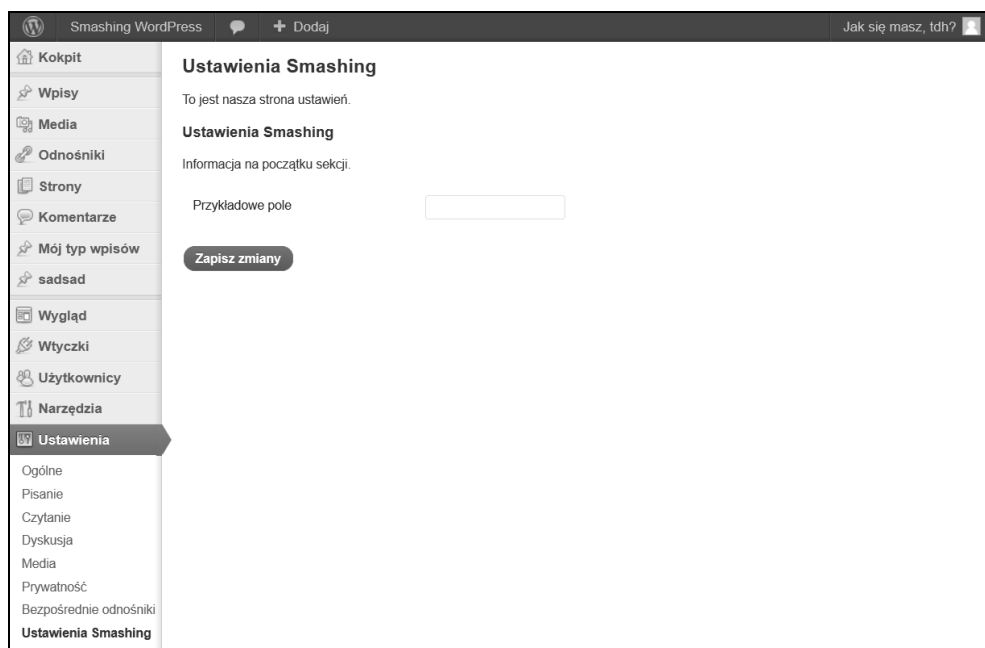 Smashing WordPress
Dodaj
Jak się masz, tdh?
Kokpit
Wpisy
Media
Odnośniki
Strony
Komentarze
Mój typ wpisów
sadsad
Wygląd
Wtyczki
Użytkownicy
Narzędzia
Ustawienia
Ogólne
Pisanie
Czytanie
Dyskusja
Media
Prywatność
Bezpośrednie odnośniki
Ustawienia Smashing
Ustawienia Smashing
To jest nasza strona ustawień.
Ustawienia Smashing
Informacja na początku sekcji.
Przykładowe pole
Zapisz zmiany